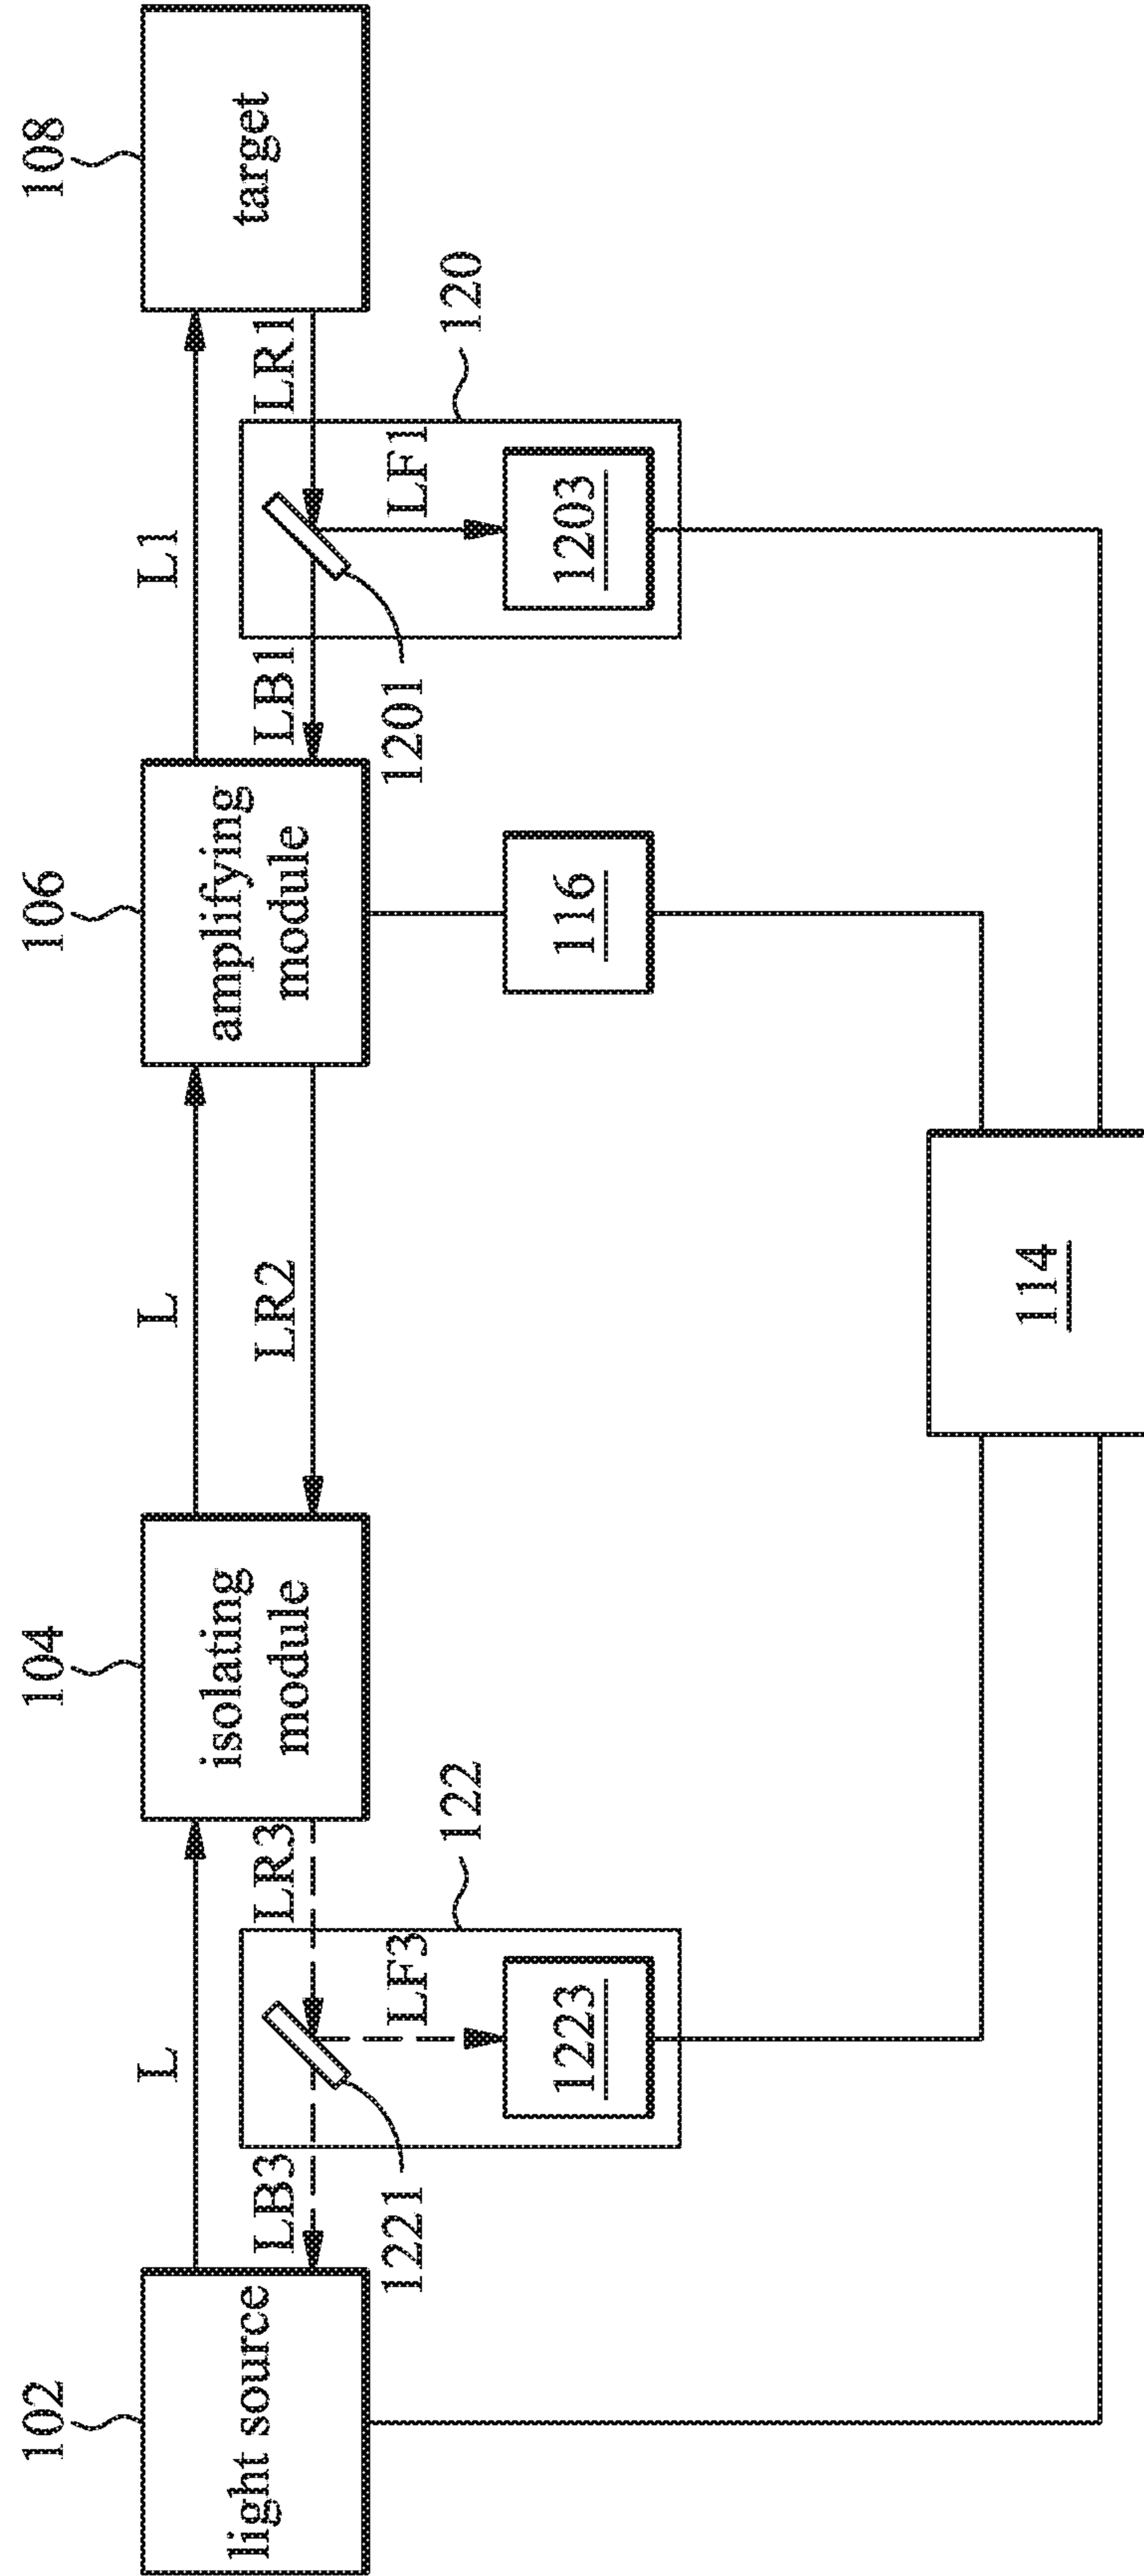 102
104
106
108
light source
isolating
module
amplifying
module
target
L
L
L1
LB3
LR3
LR2
LB1
LR1
LF3
LF1
1221
122
1201
120
1223
116
1203
114